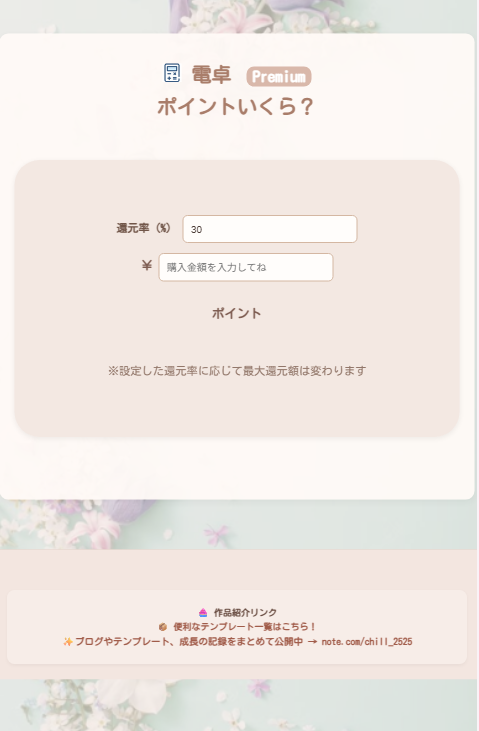 電卓 Premium
ポイントいくら？
還元率（%） 30
¥ 購入金額を入力してね
ポイント
※設定した還元率に応じて最大還元額は変わります
🧁 作品紹介リンク
📦 便利なテンプレート一覧はこちら！
✨ブログやテンプレート、成長の記録をまとめて公開中 → note.com/chill_2525